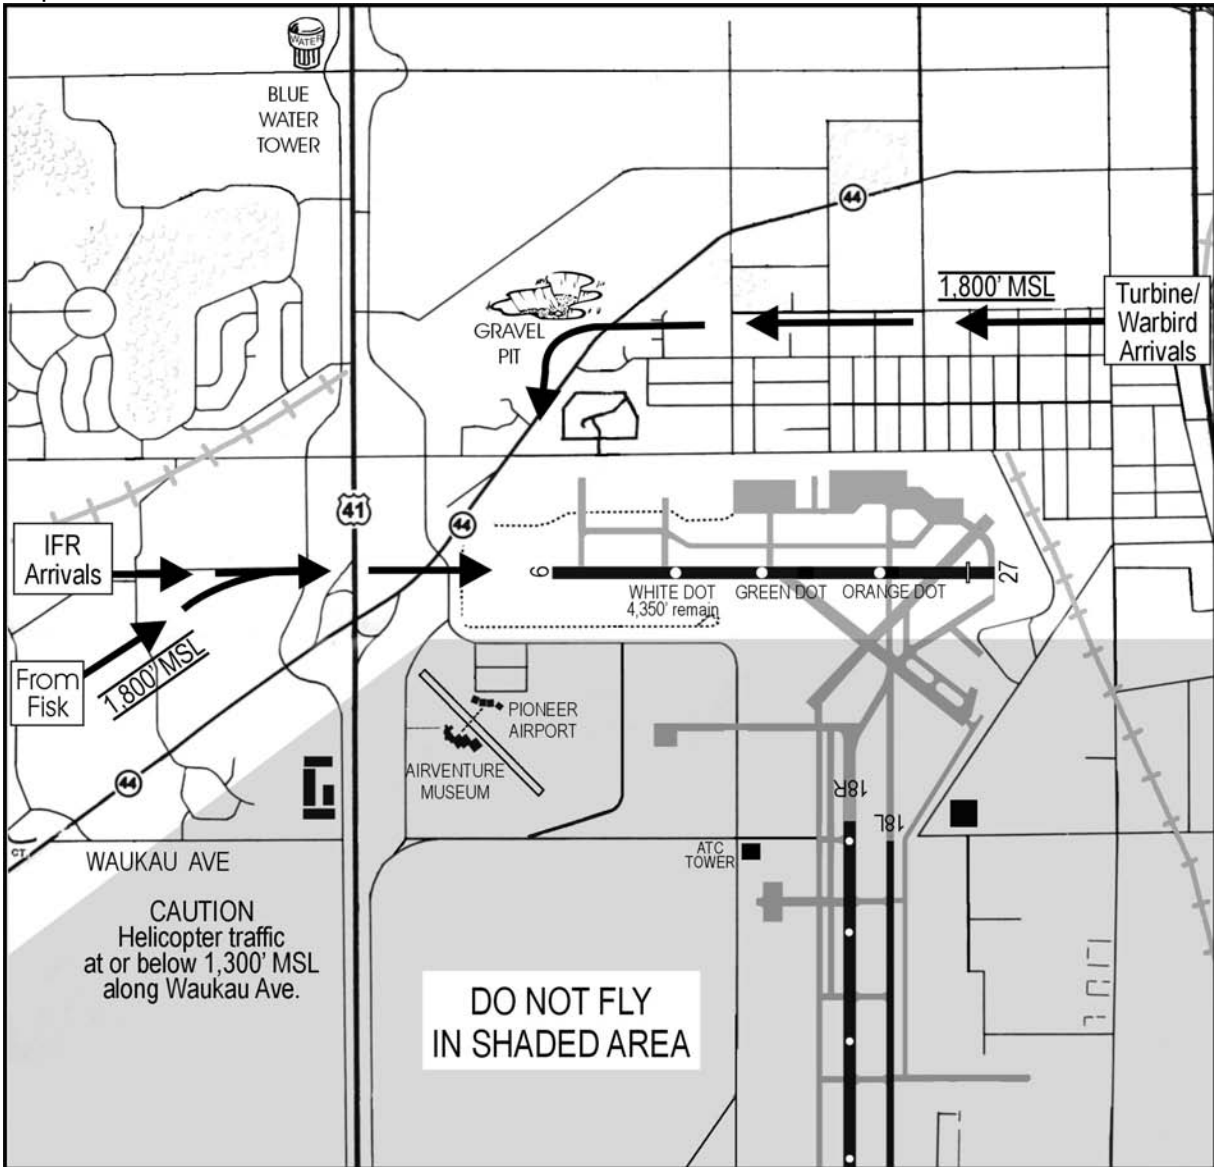 WATER
BLUE
WATER
TOWER
44
1,800' MSL
Turbine/
Warbird
Arrivals
GRAVEL
PIT
41
44
IFR
Arrivals
9
27
WHITE DOT
4,350' remain
GREEN DOT
ORANGE DOT
From
Fisk
1,800' MSL
PIONEER
AIRPORT
AIRVENTURE
MUSEUM
44
18R
18L
CT.
WAUKAU AVE
ATC
TOWER
CAUTION
Helicopter traffic
at or below 1,300' MSL
along Waukau Ave.
DO NOT FLY
IN SHADED AREA